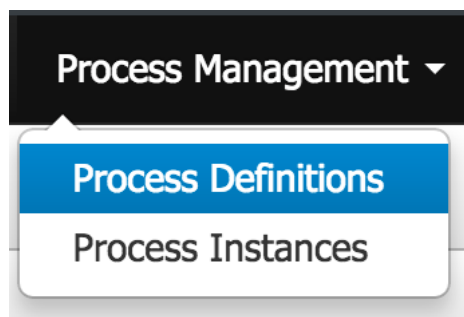 Process Management
Process Definitions
Process Instances